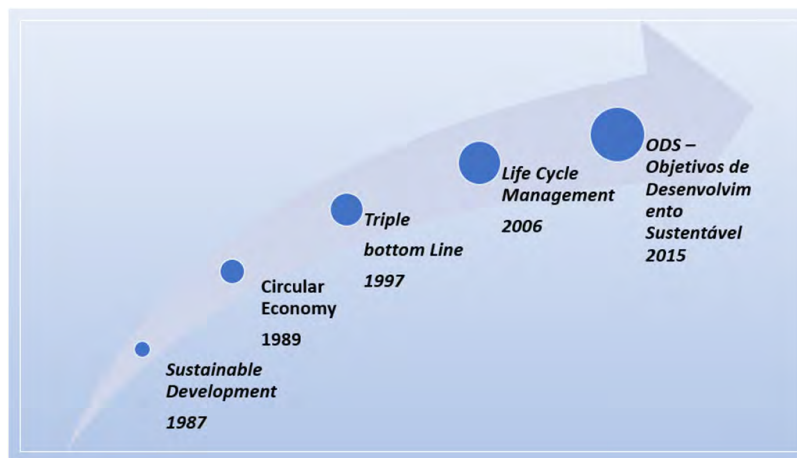 Sustainable
Development
1987
Circular
Economy
1989
Triple
bottom Line
1997
Life Cycle
Management
2006
ODS –
Objetivos de
Desenvolvim
ento
Sustentável
2015